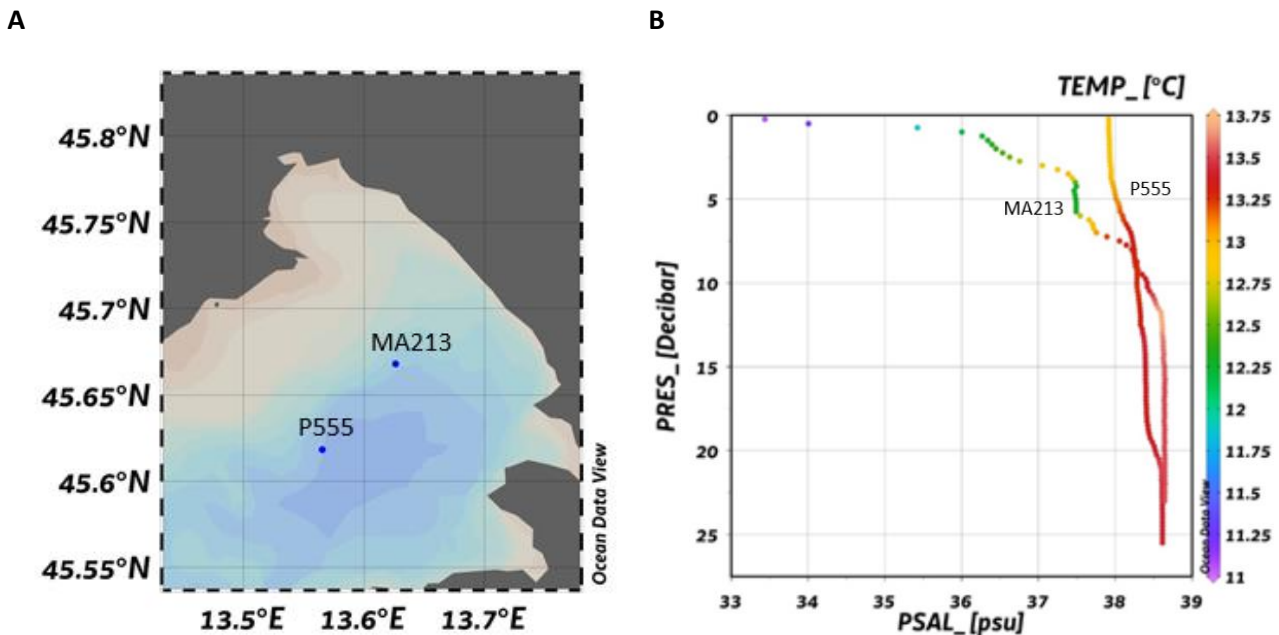 A
B
45.8°N
45.75°N
45.7°N
45.65°N
45.6°N
45.55°N
13.5°E 13.6°E 13.7°E
MA213
P555
Ocean Data View
TEMP_ [°C]
PRES_ [Decibar]
0
5
10
15
20
25
MA213
P555
33 34 35 36 37 38 39
PSAL_ [psu]
Ocean Data View
13.75
13.5
13.25
13
12.75
12.5
12.25
12
11.75
11.5
11.25
11